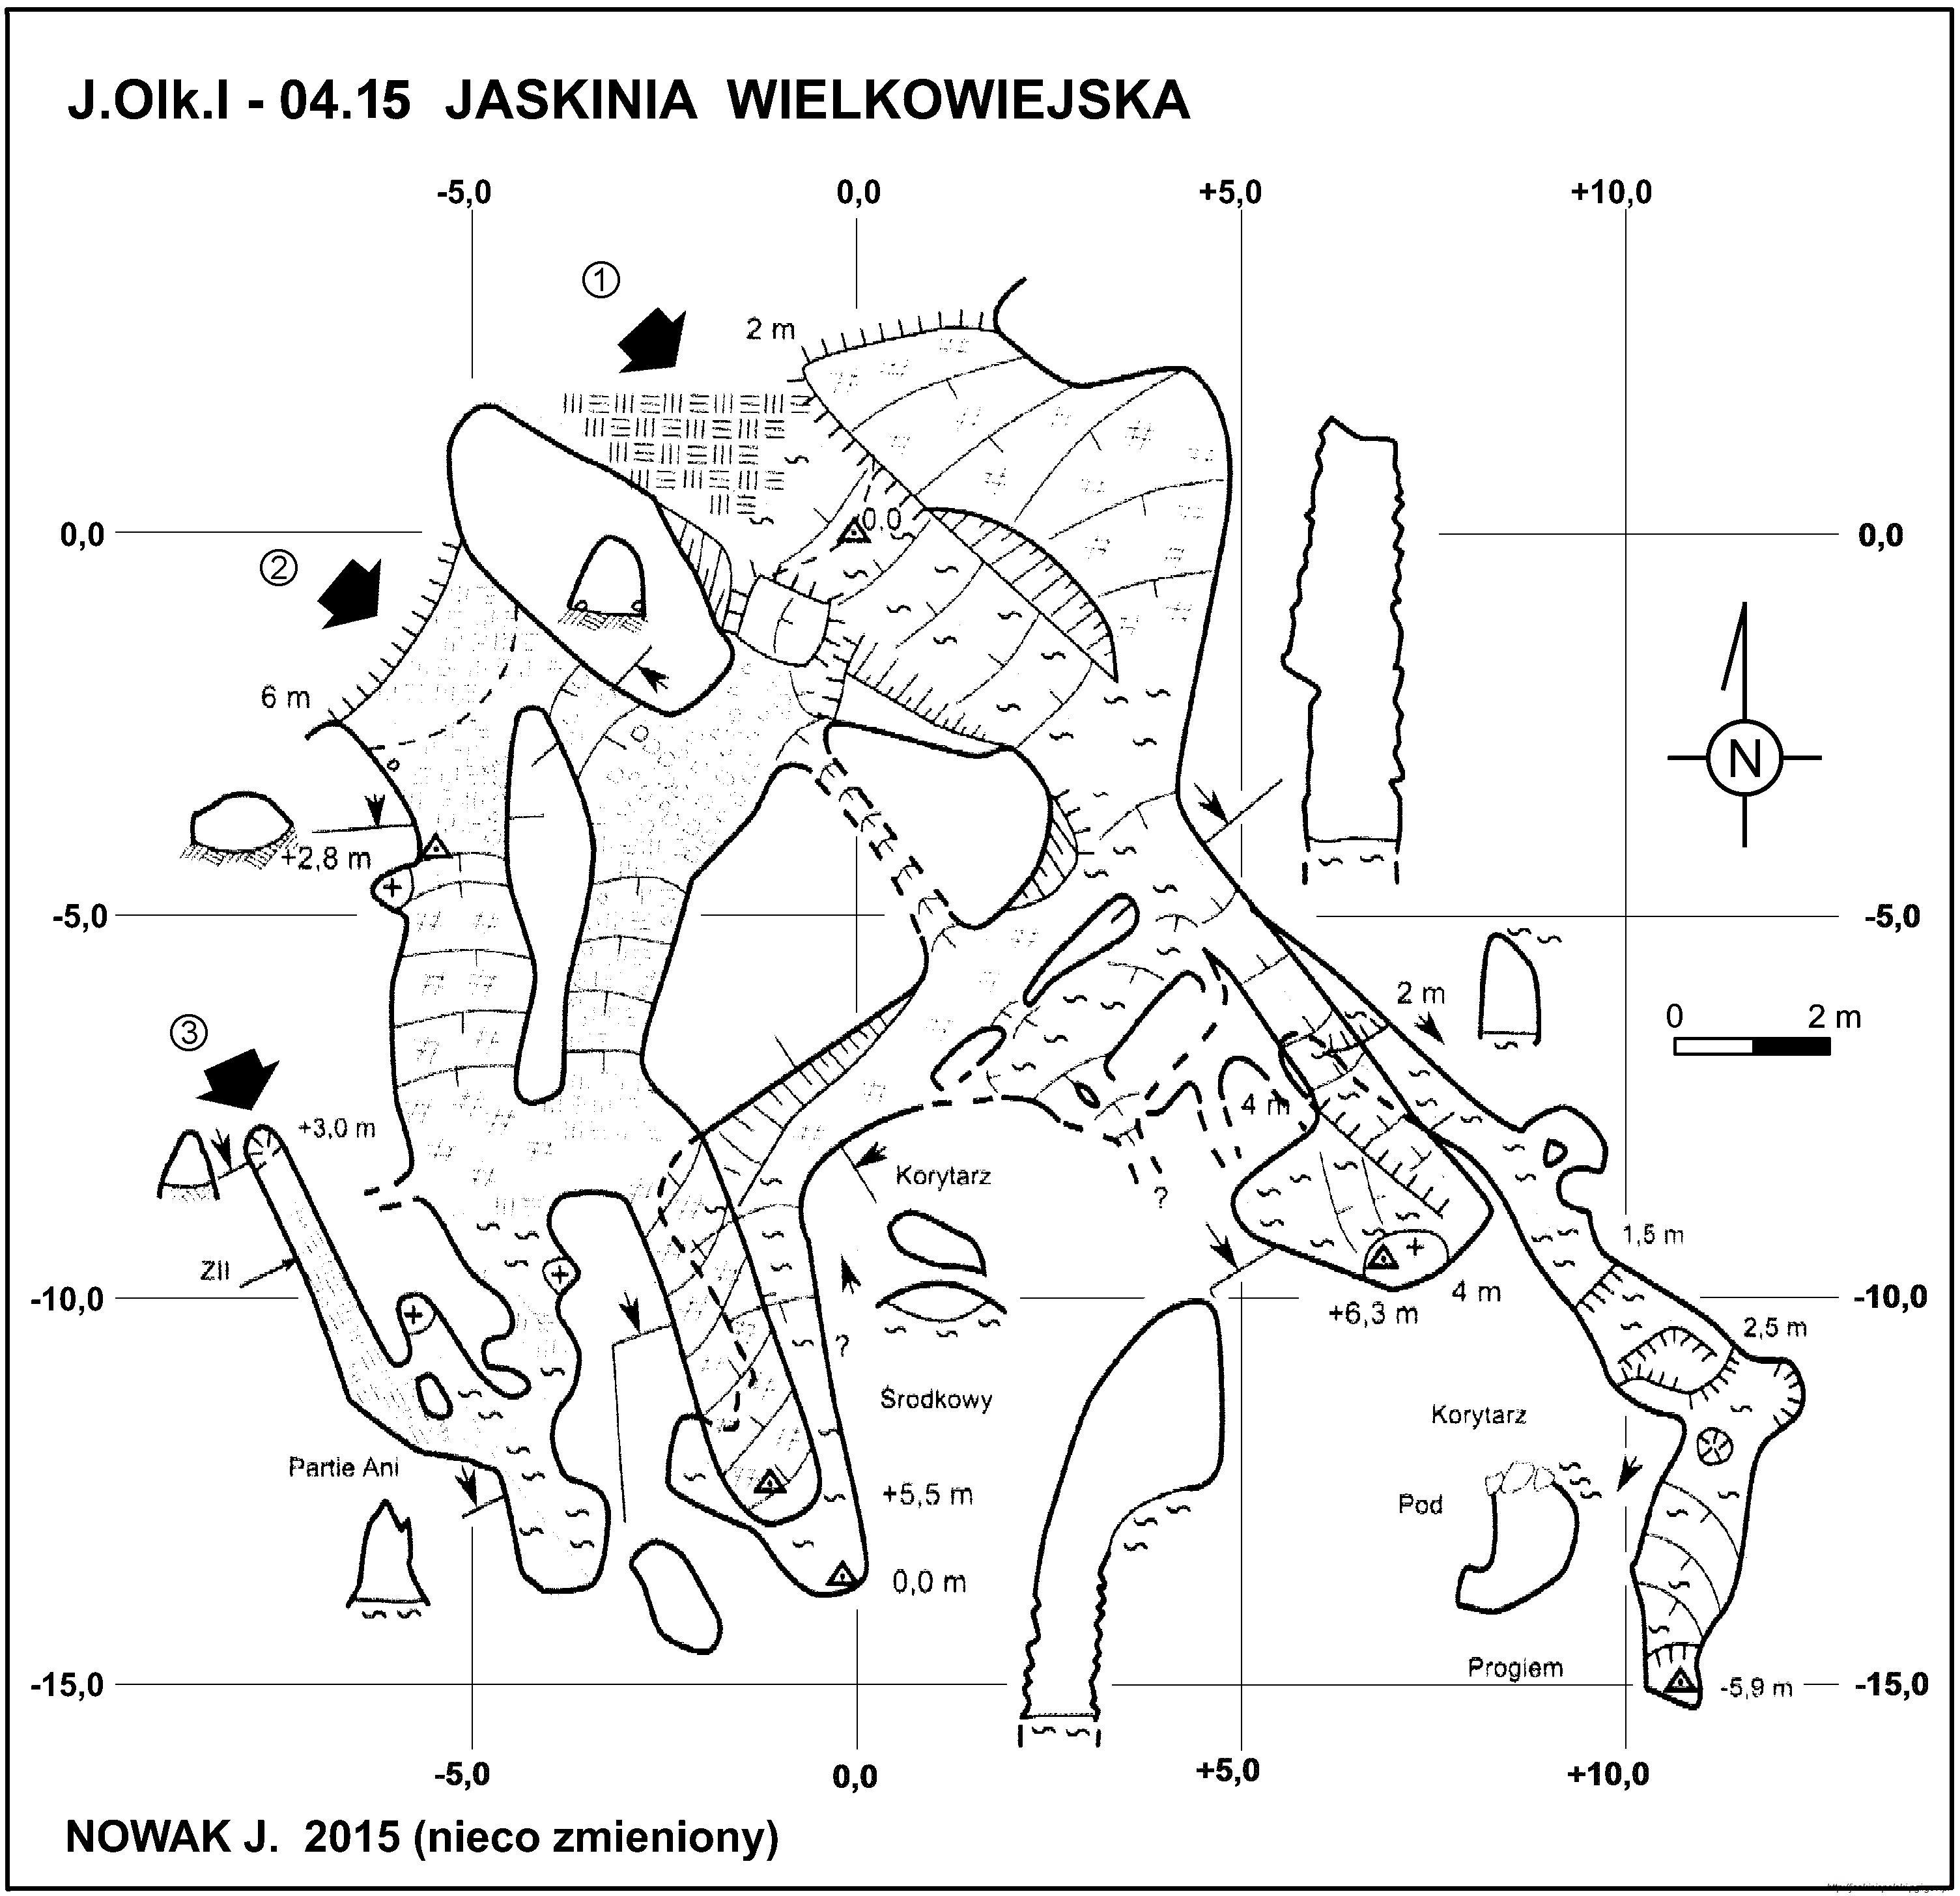 J.Olk.I - 04.15 JASKINIA WIELKOWIEJSKA
-5,0 0,0 +5,0 +10,0
1
2 m
0,0
0,0
0,0
2
6 m
N
+2,8 m
-5,0
-5,0
2 m
0 2 m
3
+3,0 m
4 m
Korytarz
?
1,5 m
ZII
-10,0
4 m
-10,0
+6,3 m
2,5 m
?
Środkowy
Korytarz
Partie Ani
+5,5 m
Pod
0,0 m
Progiem
-15,0
-5,9 m
-15,0
-5,0 0,0 +5,0 +10,0
NOWAK J. 2015 (nieco zmieniony)